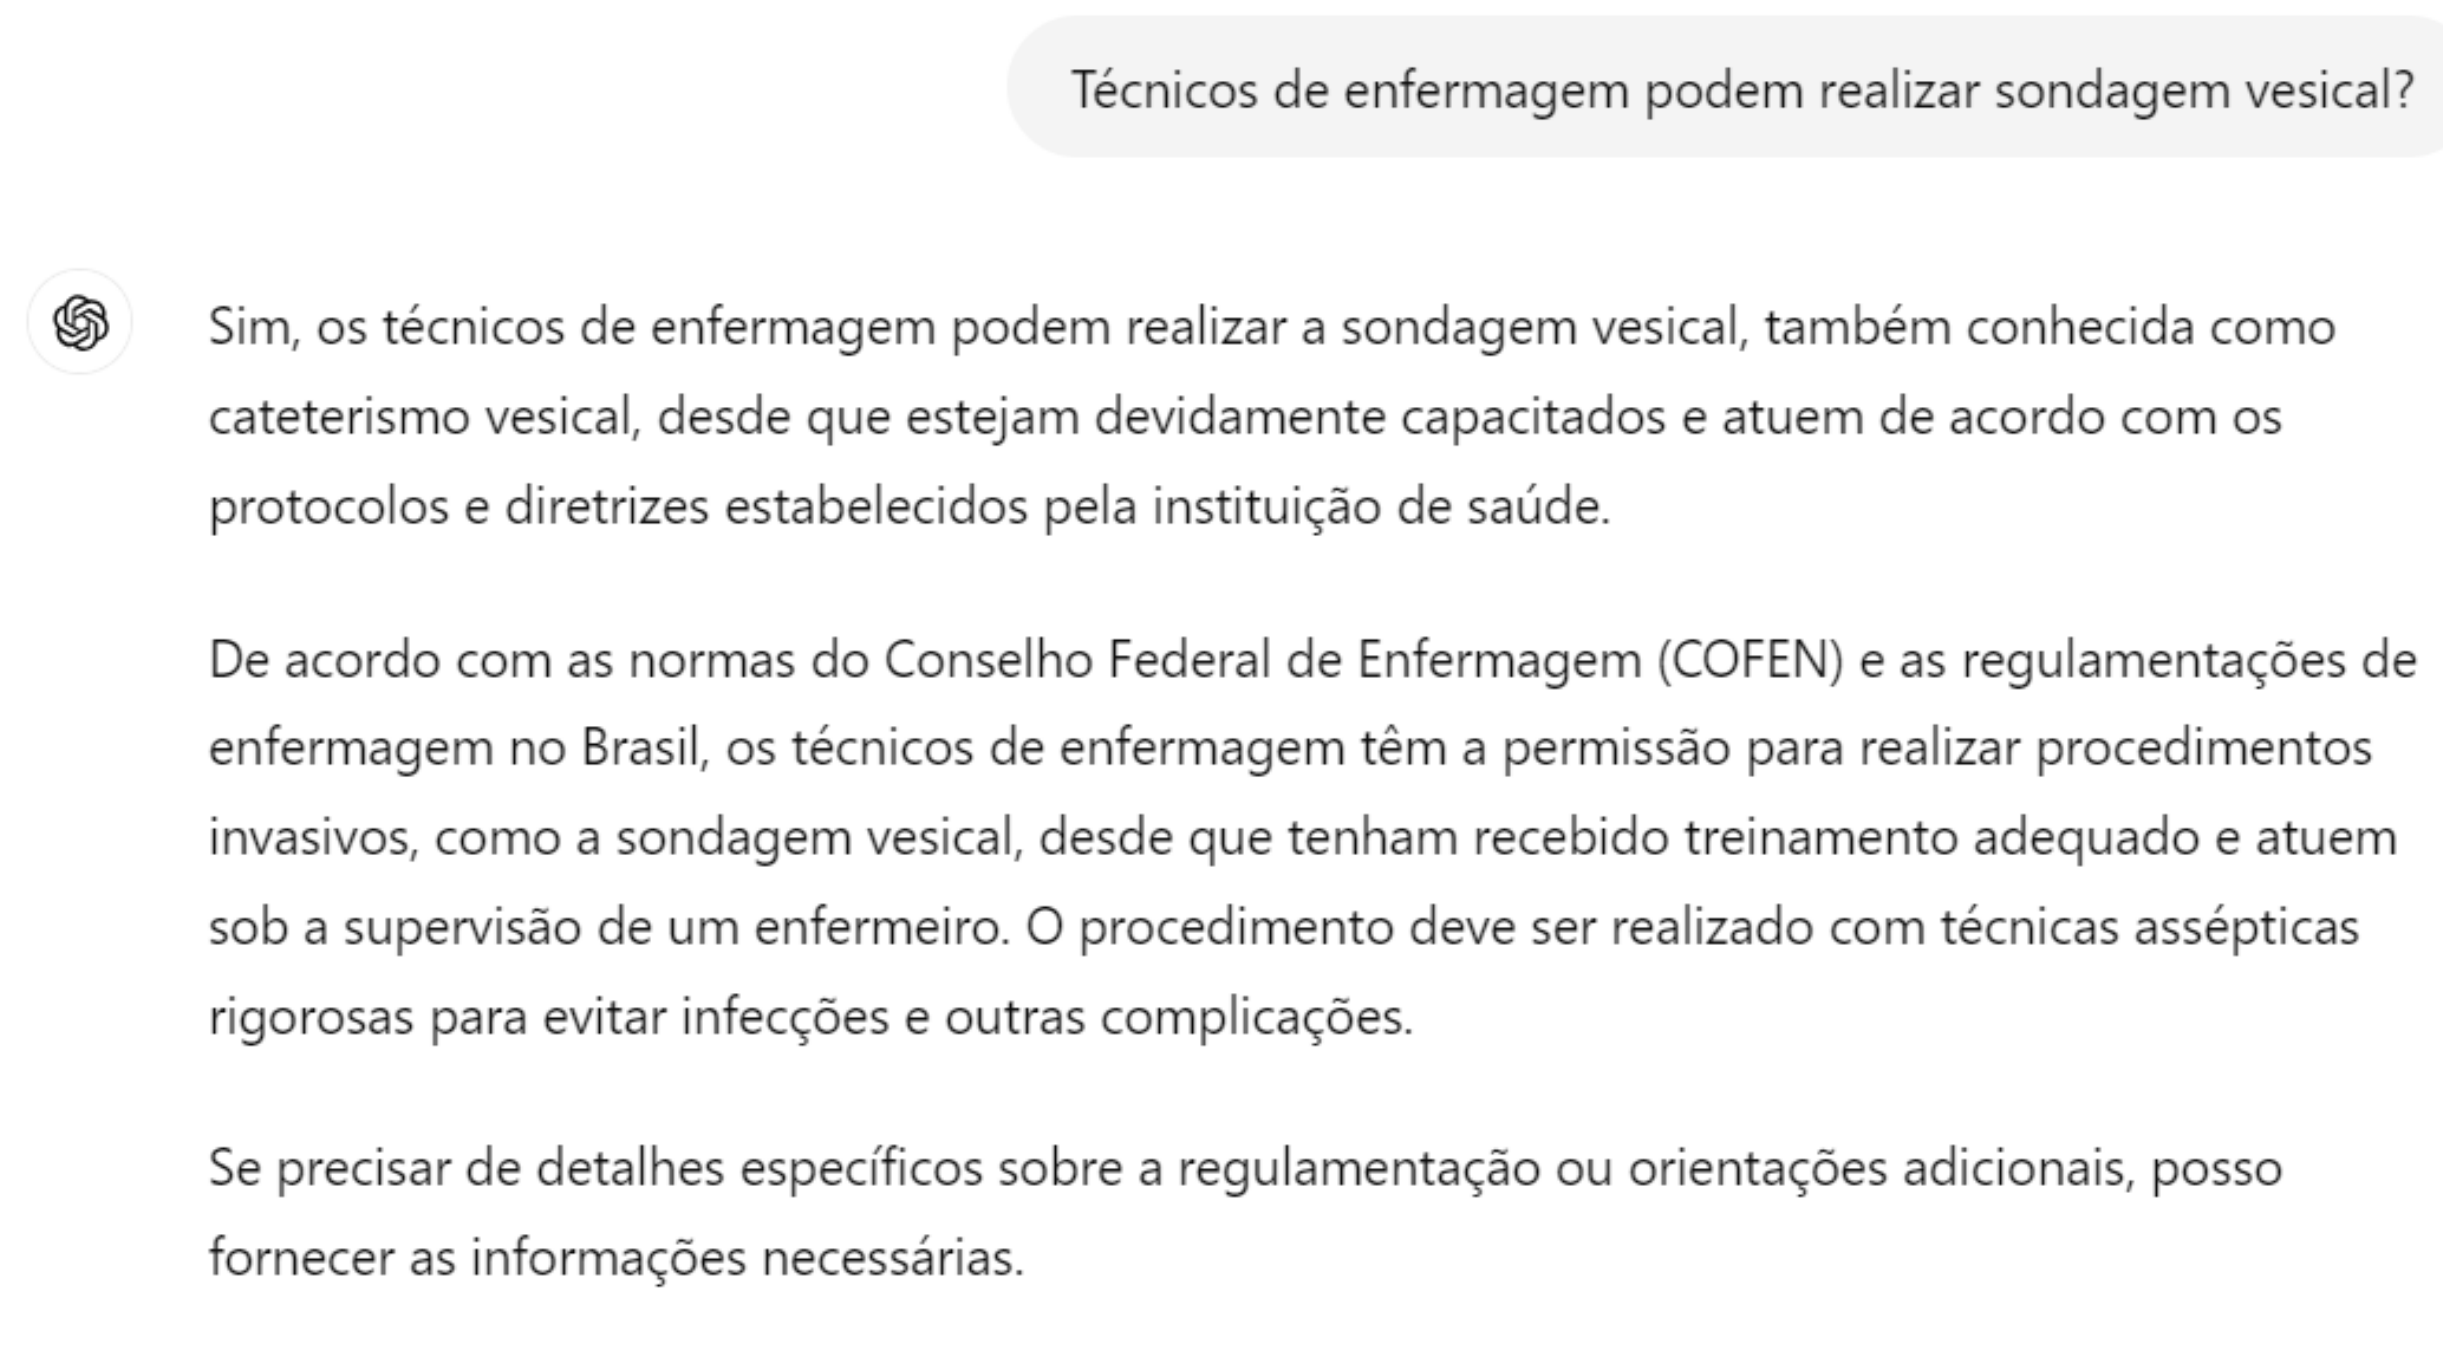 Técnicos de enfermagem podem realizar sondagem vesical?
Sim, os técnicos de enfermagem podem realizar a sondagem vesical, também conhecida como
cateterismo vesical, desde que estejam devidamente capacitados e atuem de acordo com os
protocolos e diretrizes estabelecidos pela instituição de saúde.
De acordo com as normas do Conselho Federal de Enfermagem (COFEN) e as regulamentações de
enfermagem no Brasil, os técnicos de enfermagem têm a permissão para realizar procedimentos
invasivos, como a sondagem vesical, desde que tenham recebido treinamento adequado e atuem
sob a supervisão de um enfermeiro. O procedimento deve ser realizado com técnicas assépticas
rigorosas para evitar infecções e outras complicações.
Se precisar de detalhes específicos sobre a regulamentação ou orientações adicionais, posso
fornecer as informações necessárias.